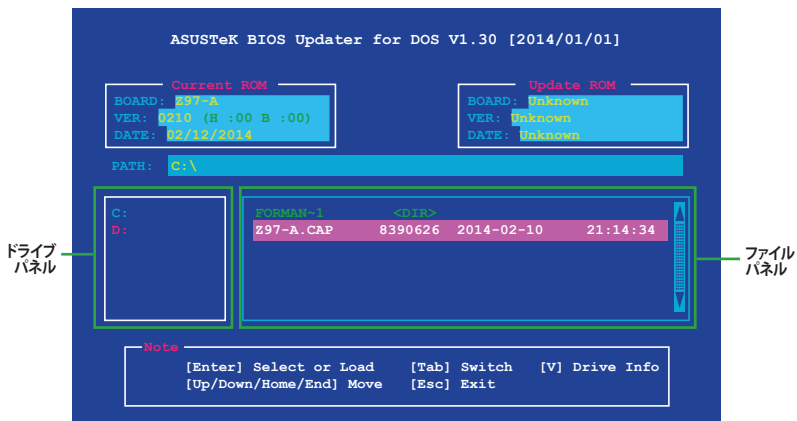 ASUSTeK BIOS Updater for DOS V1.30 [2014/01/01]
Current ROM
BOARD: Z97-A
VER: 0210 (H :00 B :00)
DATE: 02/12/2014
Update ROM
BOARD: Unknown
VER: Unknown
DATE: Unknown
PATH: C:\
C:
D:
FORMAN~1 <DIR>
Z97-A.CAP 8390626 2014-02-10 21:14:34
ドライブ
パネル
ファイル
パネル
Note
[Enter] Select or Load [Tab] Switch [V] Drive Info
[Up/Down/Home/End] Move [Esc] Exit